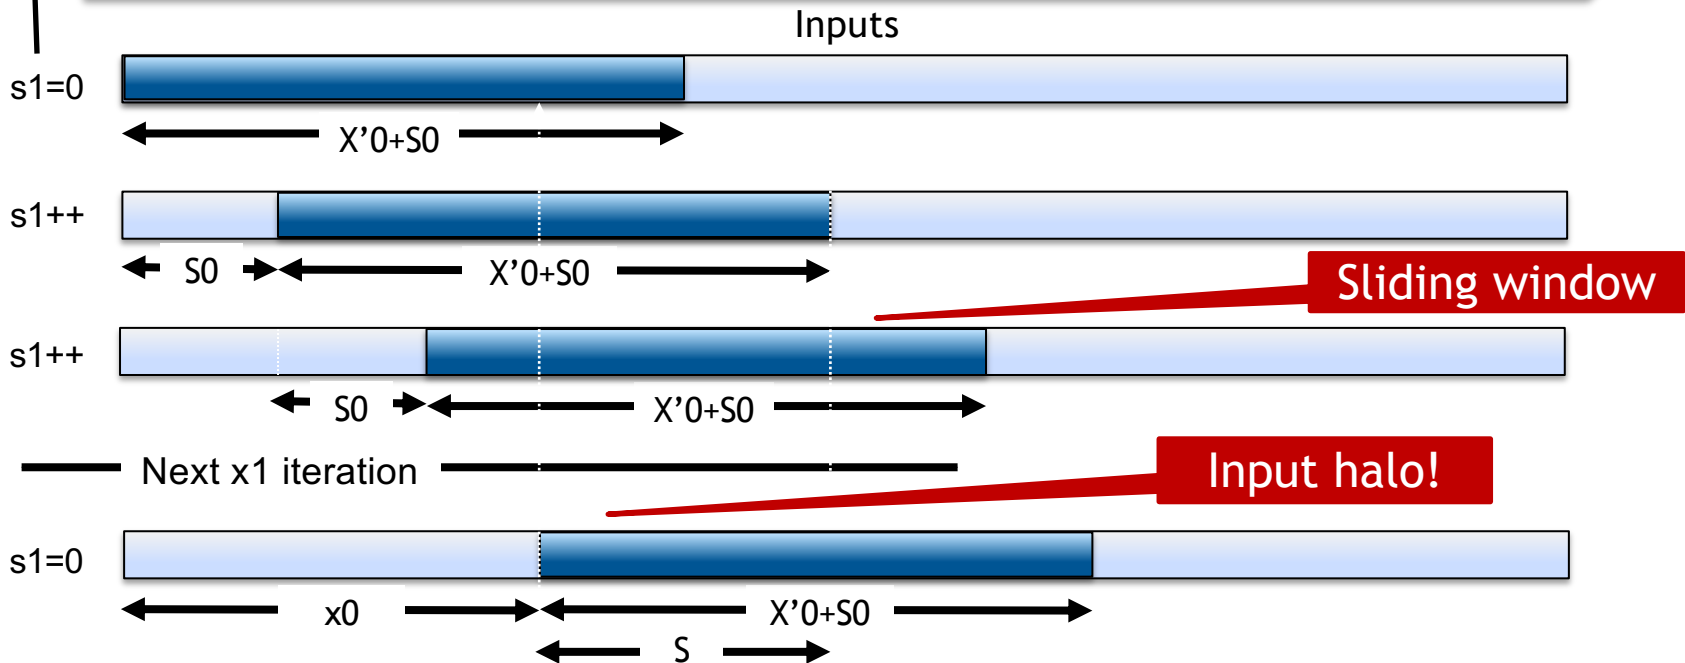 Inputs
s1=0
X'0+S0
s1++
S0
X'0+S0
Sliding window
s1++
S0
X'0+S0
Next x1 iteration
Input halo!
s1=0
x0
X'0+S0
S